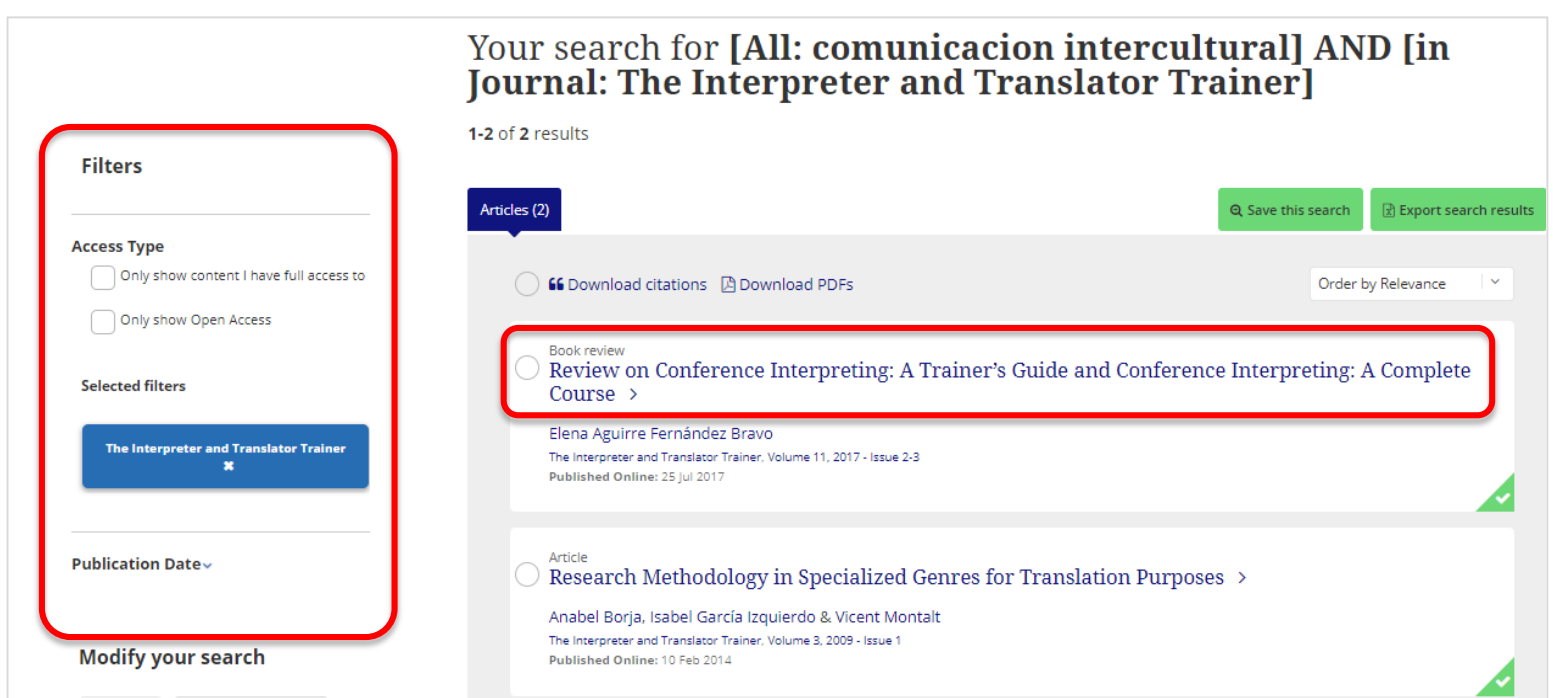 Your search for [All: comunicacion intercultural] AND [in
Journal: The Interpreter and Translator Trainer]
1-2 of 2 results
Filters
Access Type
Only show content I have full access to
Only show Open Access
Selected filters
The Interpreter and Translator Trainer
✖
Publication Date
Modify your search
Articles (2)
Save this search
Export search results
Download citations
Download PDFs
Order by Relevance
Book review
Review on Conference Interpreting: A Trainer’s Guide and Conference Interpreting: A Complete
Course >
Elena Aguirre Fernández Bravo
The Interpreter and Translator Trainer, Volume 11, 2017 - Issue 2-3
Published Online: 25 Jul 2017
Article
Research Methodology in Specialized Genres for Translation Purposes >
Anabel Borja, Isabel García Izquierdo & Vicent Montalt
The Interpreter and Translator Trainer, Volume 3, 2009 - Issue 1
Published Online: 10 Feb 2014